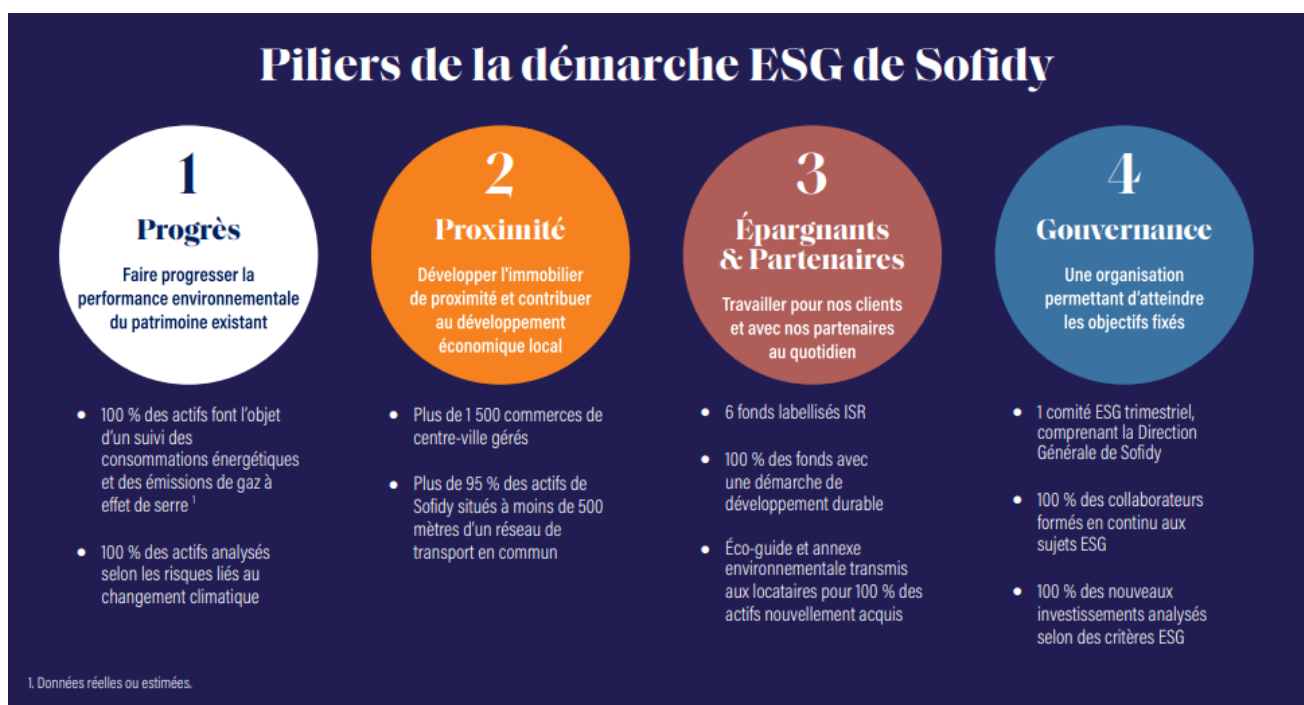 Piliers de la démarche ESG de Sofidy
1
Progrès
Faire progresser la
performance environnementale
du patrimoine existant
• 100 % des actifs font l'objet
d'un suivi des
consommations énergétiques
et des émissions de gaz à
effet de serre 1
• 100 % des actifs analysés
selon les risques liés au
changement climatique
2
Proximité
Développer l'immobilier
de proximité et contribuer
au développement
économique local
• Plus de 1 500 commerces de
centre-ville gérés
• Plus de 95 % des actifs de
Sofidy situés à moins de 500
mètres d'un réseau de
transport en commun
3
Épargnants
& Partenaires
Travailler pour nos clients
et avec nos partenaires
au quotidien
• 6 fonds labellisés ISR
• 100 % des fonds avec
une démarche de
développement durable
• Éco-guide et annexe
environnementale transmis
aux locataires pour 100 % des
actifs nouvellement acquis
4
Gouvernance
Une organisation
permettant d'atteindre
les objectifs fixés
• 1 comité ESG trimestriel,
comprenant la Direction
Générale de Sofidy
• 100 % des collaborateurs
formés en continu aux
sujets ESG
• 100 % des nouveaux
investissements analysés
selon des critères ESG
1. Données réelles ou estimées.